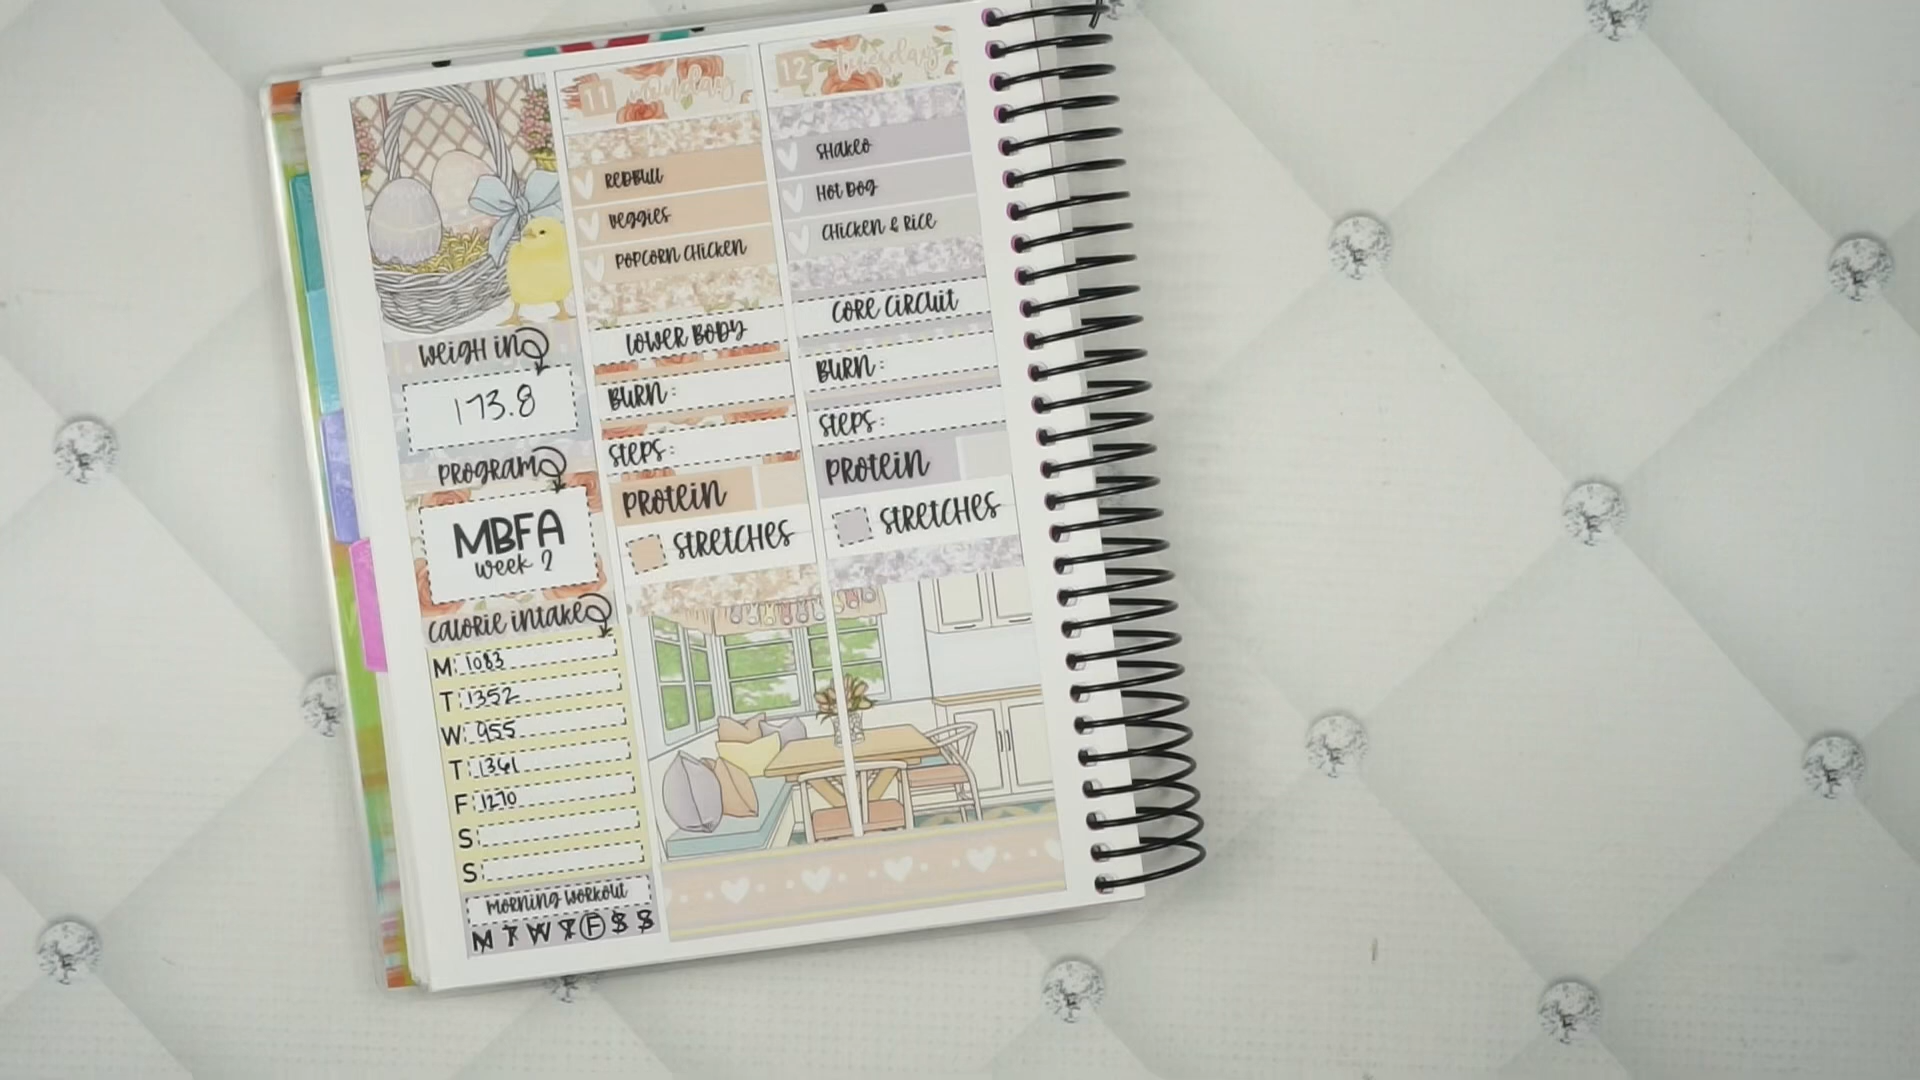 WEIGH IN
173.8
PROGRAM
MBFA
week 2
CALORIE INTAKE
M: 1083
T: 1352
W: 955
T: 1361
F: 1270
S:
S:
MORNING WORKOUT
M T W T F S S
11 monday
REDBULL
VEGGIES
POPCORN CHICKEN
LOWER BODY
BURN:
STEPS:
PROTEIN
STRETCHES
12 tuesday
SHAKEO
HOT DOG
CHICKEN & RICE
CORE CIRCUIT
BURN:
STEPS:
PROTEIN
STRETCHES